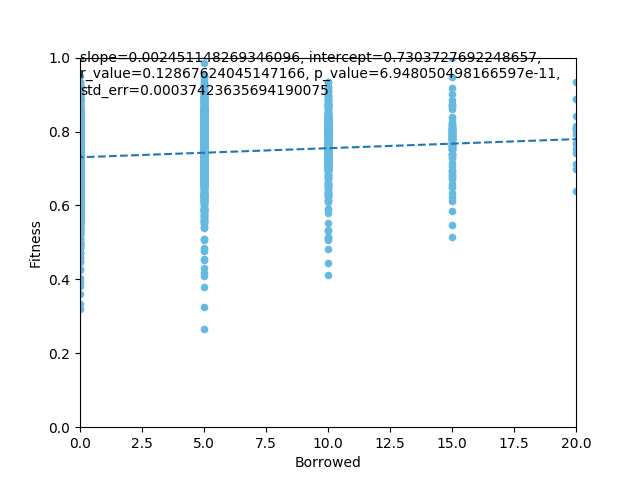 slope=0.002451148269346096, intercept=0.7303727692248657,
r_value=0.12867624045147166, p_value=6.948050498166597e-11,
std_err=0.00037423635694190075
1.0
0.8
0.6
0.4
0.2
0.0
Fitness
0.0 2.5 5.0 7.5 10.0 12.5 15.0 17.5 20.0
Borrowed